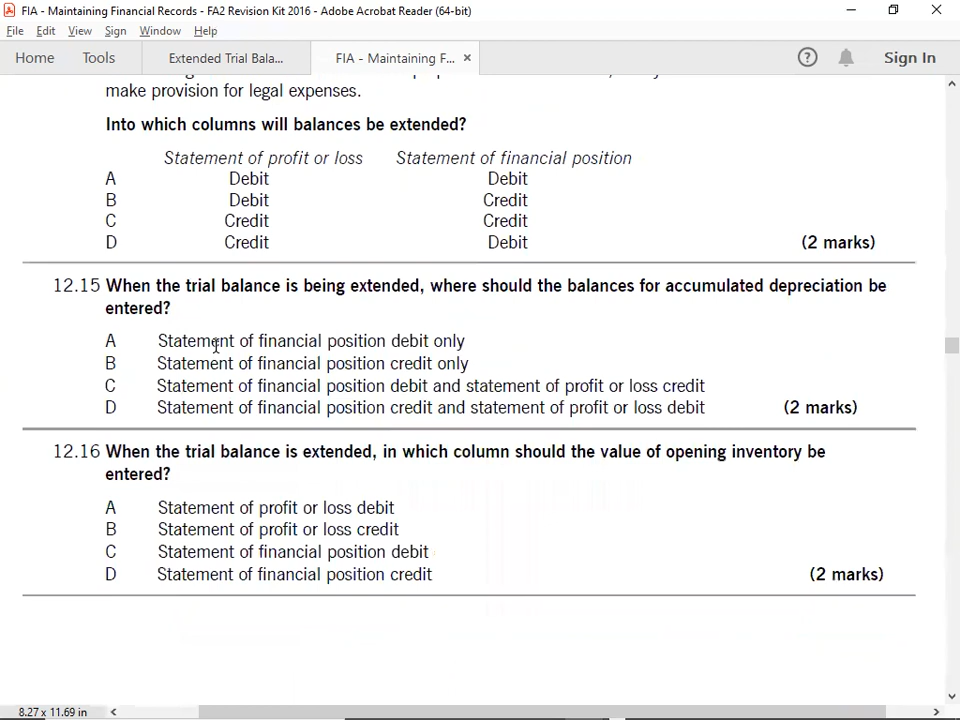 FIA - Maintaining Financial Records - FA2 Revision Kit 2016 - Adobe Acrobat Reader (64-bit)
File Edit View Sign Window Help
Home Tools Extended Trial Bala... FIA - Maintaining F... × Sign In
make provision for legal expenses.
Into which columns will balances be extended?
Statement of profit or loss Statement of financial position
A Debit Debit
B Debit Credit
C Credit Credit
D Credit Debit (2 marks)
12.15 When the trial balance is being extended, where should the balances for accumulated depreciation be
entered?
A Statement of financial position debit only
B Statement of financial position credit only
C Statement of financial position debit and statement of profit or loss credit
D Statement of financial position credit and statement of profit or loss debit (2 marks)
12.16 When the trial balance is extended, in which column should the value of opening inventory be
entered?
A Statement of profit or loss debit
B Statement of profit or loss credit
C Statement of financial position debit
D Statement of financial position credit (2 marks)
8.27 x 11.69 in